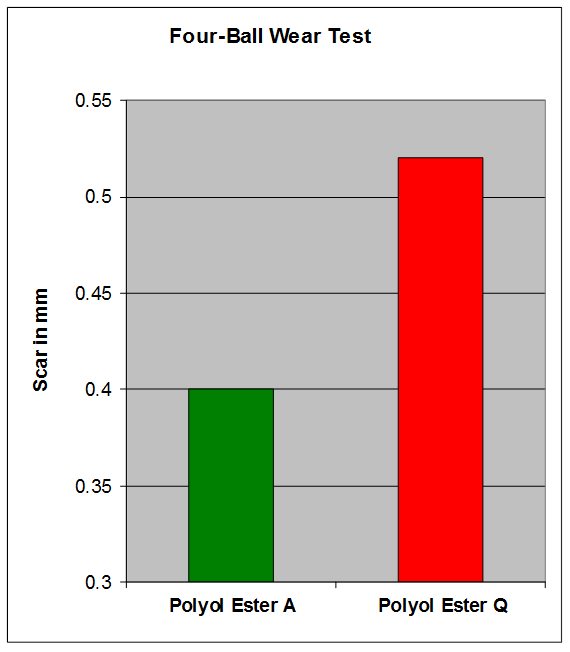 Four-Ball Wear Test
0.55
0.5
0.45
0.4
0.35
0.3
Scar in mm
Polyol Ester A
Polyol Ester Q